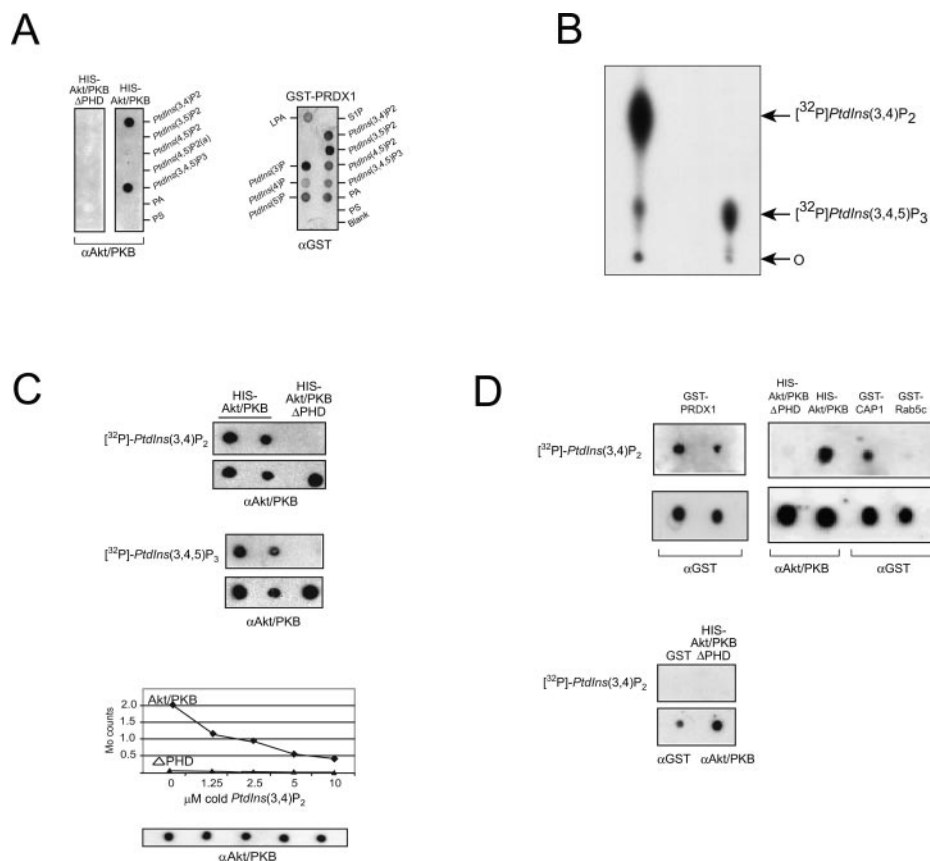 A
HIS-
Akt/PKB
ΔPHD
HIS-
Akt/PKB
PtdIns(3,4)P2
PtdIns(3,5)P2
PtdIns(4,5)P2
PtdIns(4,5)P2(a)
PtdIns(3,4,5)P3
PA
PS
αAkt/PKB
GST-PRDX1
LPA
PtdIns(3)P
PtdIns(4)P
PtdIns(5)P
S1P
PtdIns(3,4)P2
PtdIns(3,5)P2
PtdIns(4,5)P2
PtdIns(3,4,5)P3
PA
PS
Blank
αGST
B
[32P]PtdIns(3,4)P2
[32P]PtdIns(3,4,5)P3
O
C
HIS-
Akt/PKB
HIS-
Akt/PKB
ΔPHD
[32P]-PtdIns(3,4)P2
αAkt/PKB
[32P]-PtdIns(3,4,5)P3
αAkt/PKB
Mo counts
2.0
1.5
1.0
0.5
Akt/PKB
△PHD
0 1.25 2.5 5 10
μM cold PtdIns(3,4)P2
αAkt/PKB
D
GST-
PRDX1
HIS-
Akt/PKB
ΔPHD
HIS-
Akt/PKB
GST-
CAP1
GST-
Rab5c
[32P]-PtdIns(3,4)P2
αGST
αAkt/PKB
αGST
GST
HIS-
Akt/PKB
ΔPHD
[32P]-PtdIns(3,4)P2
αGST
αAkt/PKB